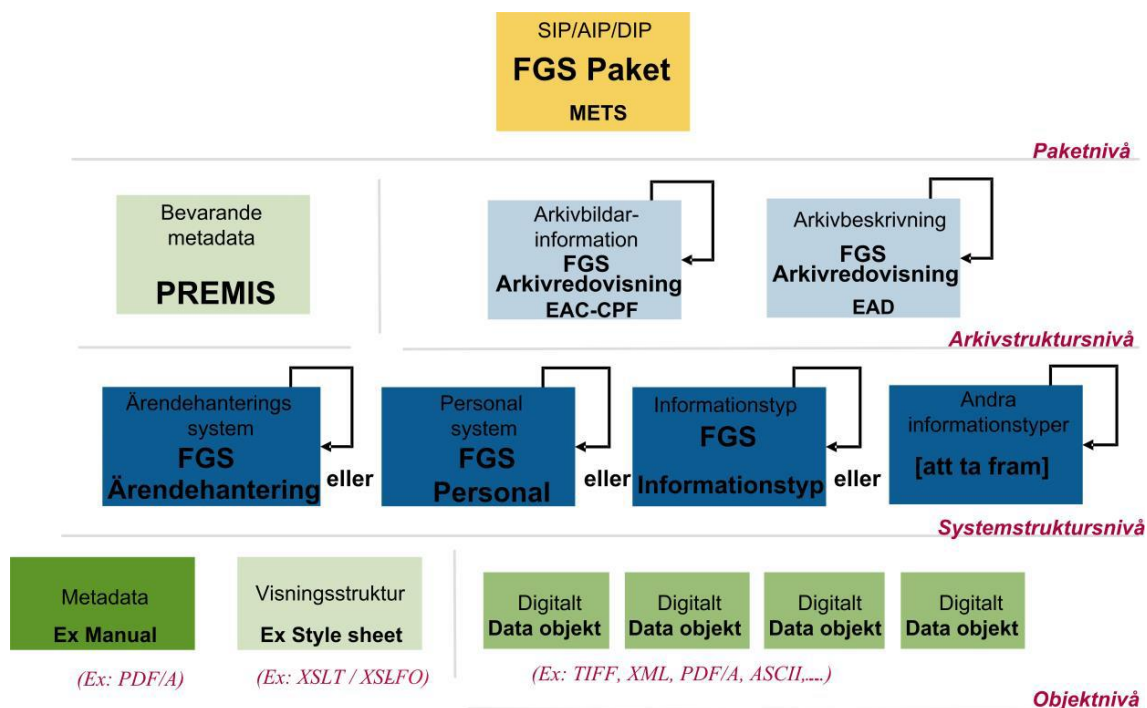 SIP/AIP/DIP
FGS Paket
METS
Paketnivå
Bevarande
metadata
PREMIS
Arkivbildar-
information
FGS
Arkivredovisning
EAC-CPF
Arkivbeskrivning
FGS
Arkivredovisning
EAD
Arkivstruktursnivå
Ärendehanterings
system
FGS
Ärendehantering
eller
Personal
system
FGS
Personal
eller
Informationstyp
FGS
Informationstyp
eller
Andra
informationstyper
[att ta fram]
Systemstruktursnivå
Metadata
Ex Manual
(Ex: PDF/A)
Visningsstruktur
Ex Style sheet
(Ex: XSLT / XSLFO)
Digitalt
Data objekt
Digitalt
Data objekt
Digitalt
Data objekt
Digitalt
Data objekt
(Ex: TIFF, XML, PDF/A, ASCII,....)
Objektnivå